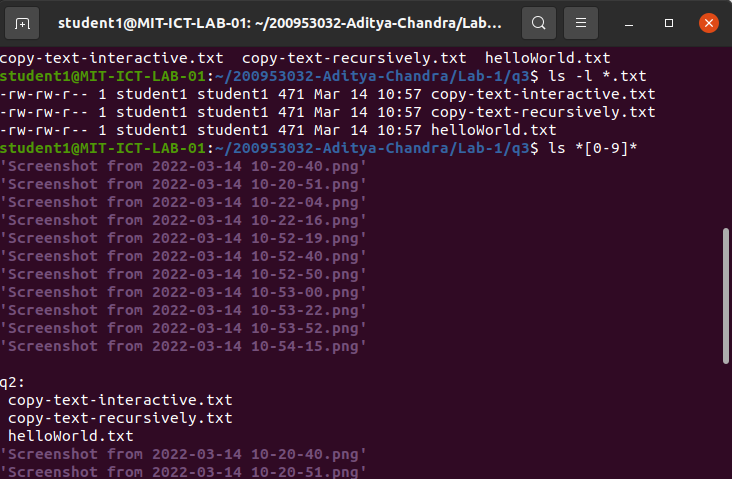 student1@MIT-ICT-LAB-01: ~/200953032-Aditya-Chandra/Lab...
copy-text-interactive.txt  copy-text-recursively.txt  helloWorld.txt
student1@MIT-ICT-LAB-01:~/200953032-Aditya-Chandra/Lab-1/q3$ ls -l *.txt
-rw-rw-r-- 1 student1 student1 471 Mar 14 10:57 copy-text-interactive.txt
-rw-rw-r-- 1 student1 student1 471 Mar 14 10:57 copy-text-recursively.txt
-rw-rw-r-- 1 student1 student1 471 Mar 14 10:57 helloWorld.txt
student1@MIT-ICT-LAB-01:~/200953032-Aditya-Chandra/Lab-1/q3$ ls *[0-9]*
'Screenshot from 2022-03-14 10-20-40.png'
'Screenshot from 2022-03-14 10-20-51.png'
'Screenshot from 2022-03-14 10-22-04.png'
'Screenshot from 2022-03-14 10-22-16.png'
'Screenshot from 2022-03-14 10-52-19.png'
'Screenshot from 2022-03-14 10-52-40.png'
'Screenshot from 2022-03-14 10-52-50.png'
'Screenshot from 2022-03-14 10-53-00.png'
'Screenshot from 2022-03-14 10-53-22.png'
'Screenshot from 2022-03-14 10-53-52.png'
'Screenshot from 2022-03-14 10-54-15.png'
q2:
copy-text-interactive.txt
copy-text-recursively.txt
helloWorld.txt
'Screenshot from 2022-03-14 10-20-40.png'
'Screenshot from 2022-03-14 10-20-51.png'